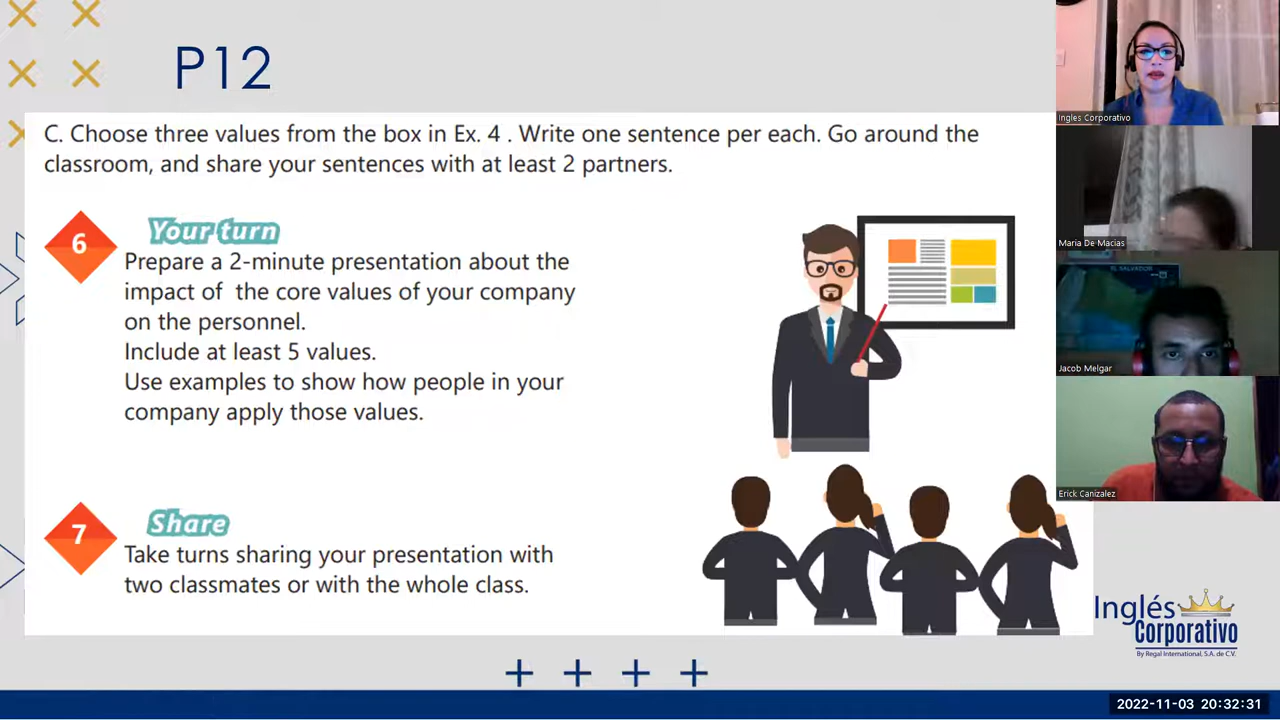 P12
C. Choose three values from the box in Ex. 4 . Write one sentence per each. Go around the
classroom, and share your sentences with at least 2 partners.
6
Your turn
Prepare a 2-minute presentation about the
impact of the core values of your company
on the personnel.
Include at least 5 values.
Use examples to show how people in your
company apply those values.
7
Share
Take turns sharing your presentation with
two classmates or with the whole class.
Ingles Corporativo
Maria De Macias
EL SALVADOR
Jacob Melgar
Erick Canizalez
Inglés
Corporativo
By Regal International, S.A. de C.V.
2022-11-03 20:32:31